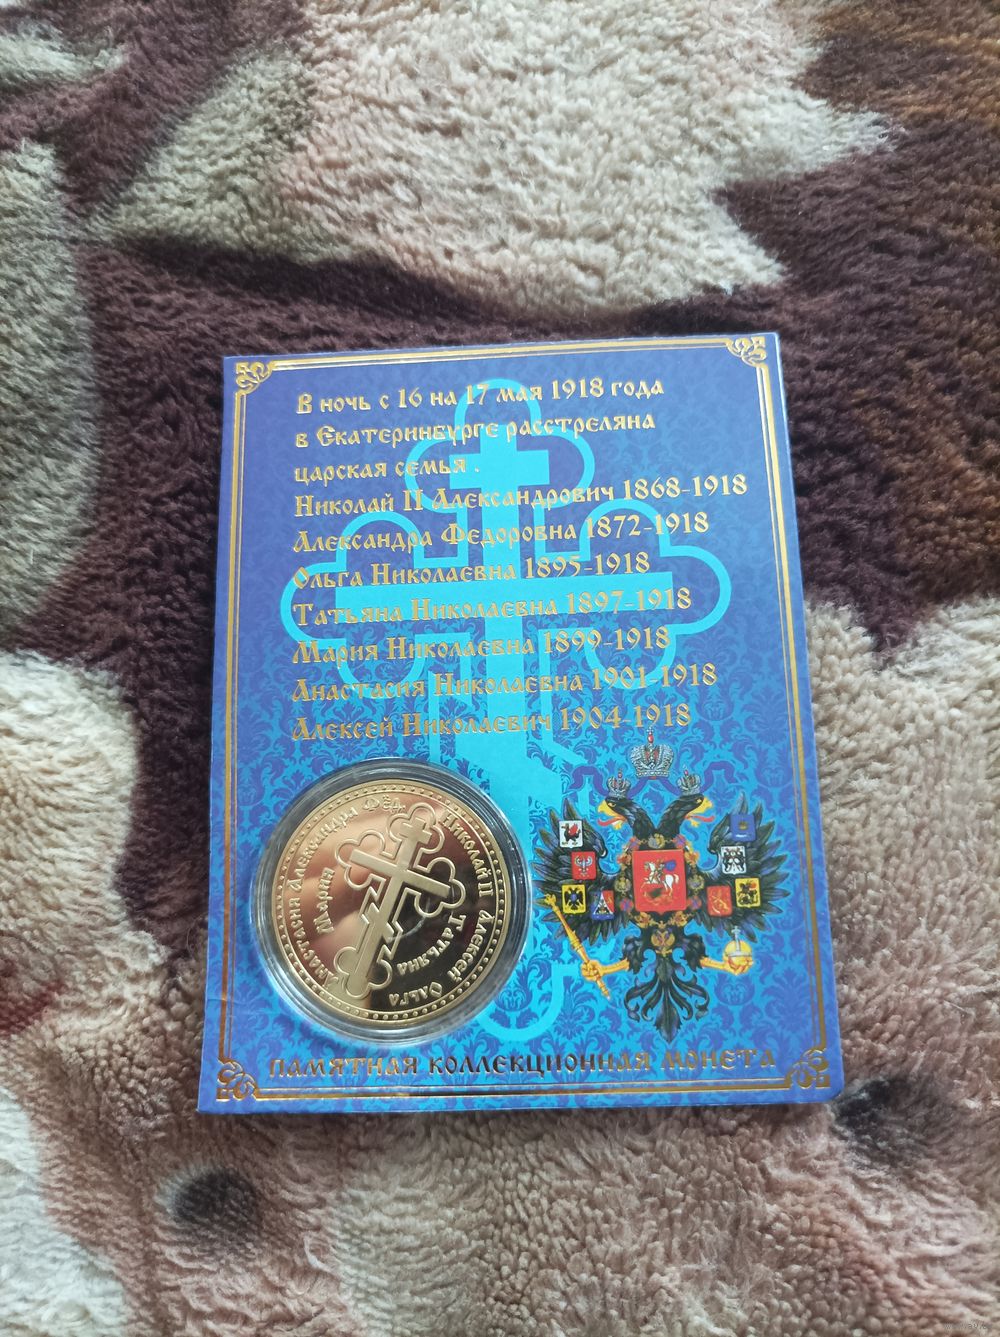 В ночь с 16 на 17 мая 1918 года
в Екатеринбурге расстреляна
царская семья .
Николай II Александрович 1868-1918
Александра Федоровна 1872-1918
Ольга Николаевна 1895-1918
Татьяна Николаевна 1897-1918
Мария Николаевна 1899-1918
Анастасия Николаевна 1901-1918
Алексей Николаевич 1904-1918
Анастасия Александра Фёд. Николай II Алексей Ольга
Мария
Татьяна
памятная коллекционная монета